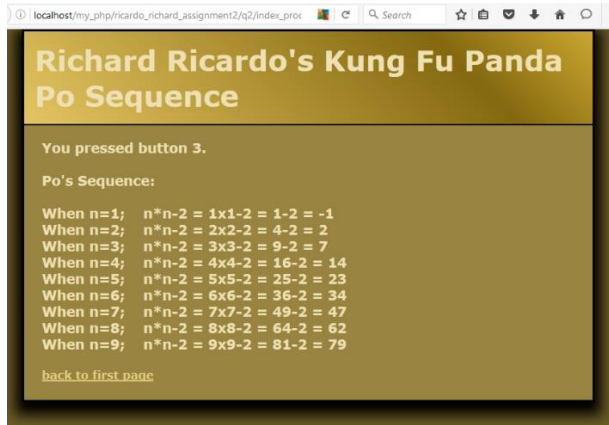 localhost/my_php/ricardo_richard_assignment2/q2/index_proc
Search
Richard Ricardo's Kung Fu Panda
Po Sequence
You pressed button 3.
Po's Sequence:
When n=1; n*n-2 = 1x1-2 = 1-2 = -1
When n=2; n*n-2 = 2x2-2 = 4-2 = 2
When n=3; n*n-2 = 3x3-2 = 9-2 = 7
When n=4; n*n-2 = 4x4-2 = 16-2 = 14
When n=5; n*n-2 = 5x5-2 = 25-2 = 23
When n=6; n*n-2 = 6x6-2 = 36-2 = 34
When n=7; n*n-2 = 7x7-2 = 49-2 = 47
When n=8; n*n-2 = 8x8-2 = 64-2 = 62
When n=9; n*n-2 = 9x9-2 = 81-2 = 79
back to first page